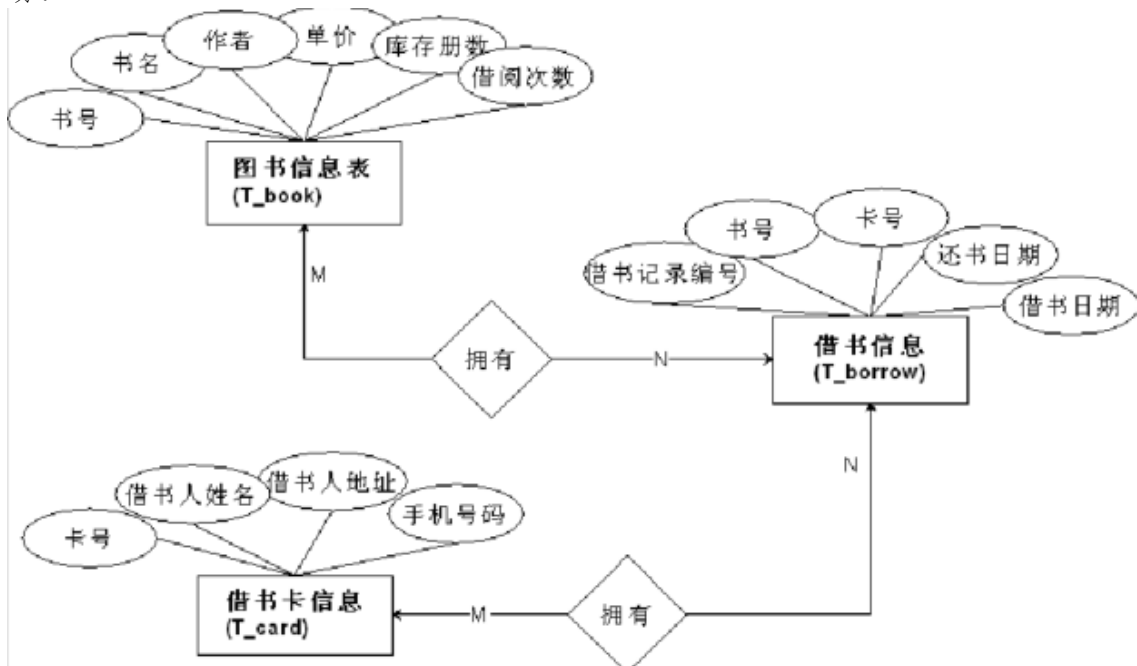 作者
单价
库存册数
书名
借阅次数
书号
图书信息表
(T_book)
M
书号
卡号
还书日期
借书记录编号
借书日期
借书信息
(T_borrow)
拥有
N
N
借书人姓名
借书人地址
手机号码
卡号
借书卡信息
(T_card)
M
拥有